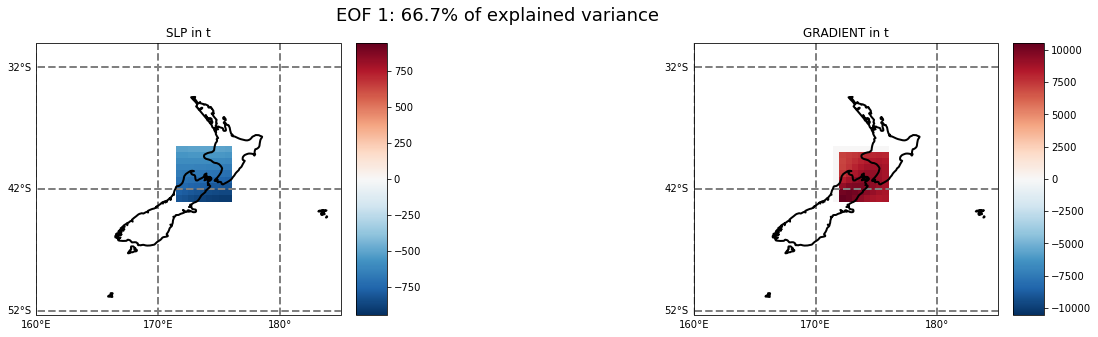 EOF 1: 66.7% of explained variance
SLP in t
GRADIENT in t
32°S
42°S
52°S
160°E
170°E
180°
750
500
250
0
−250
−500
−750
32°S
42°S
52°S
160°E
170°E
180°
10000
7500
5000
2500
0
−2500
−5000
−7500
−10000